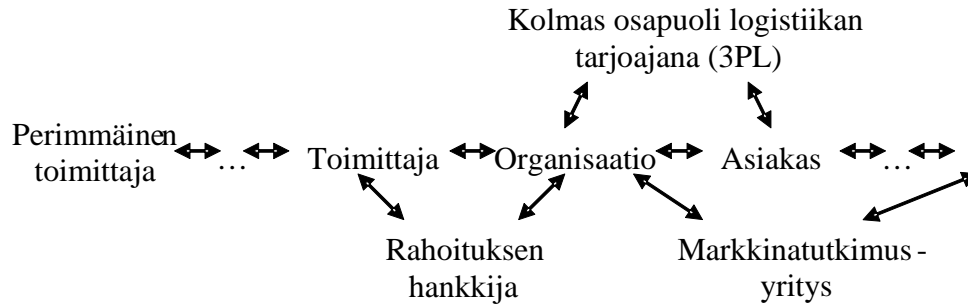 Kolmas osapuoli logistiikan
tarjoajana (3PL)
Perimmäinen
toimittaja
…
Toimittaja
Organisaatio
Asiakas
…
Rahoituksen
hankkija
Markkinatutkimus-
yritys